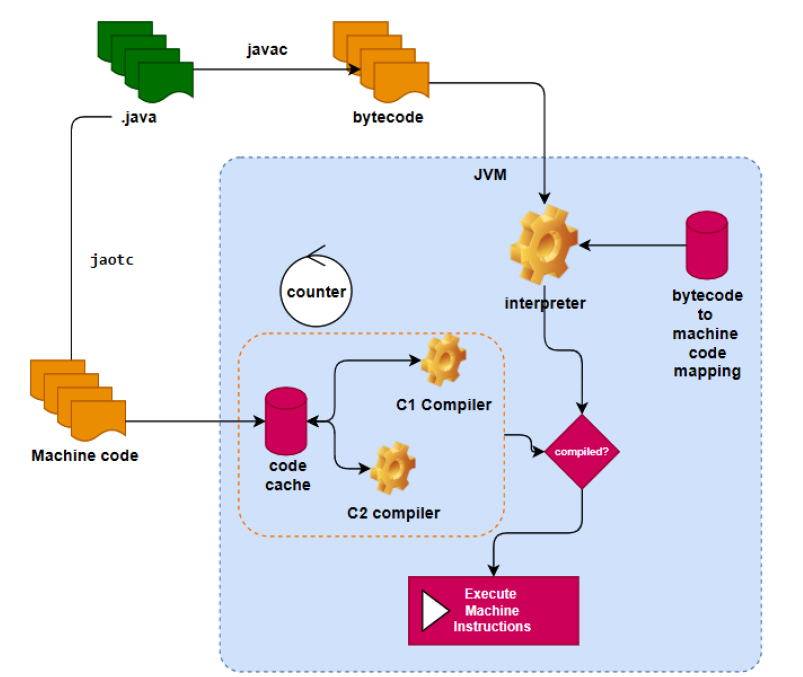 javac
.java
bytecode
JVM
jaotc
counter
interpreter
bytecode
to
machine
code
mapping
C1 Compiler
Machine code
code
cache
compiled?
C2 compiler
Execute
Machine
Instructions